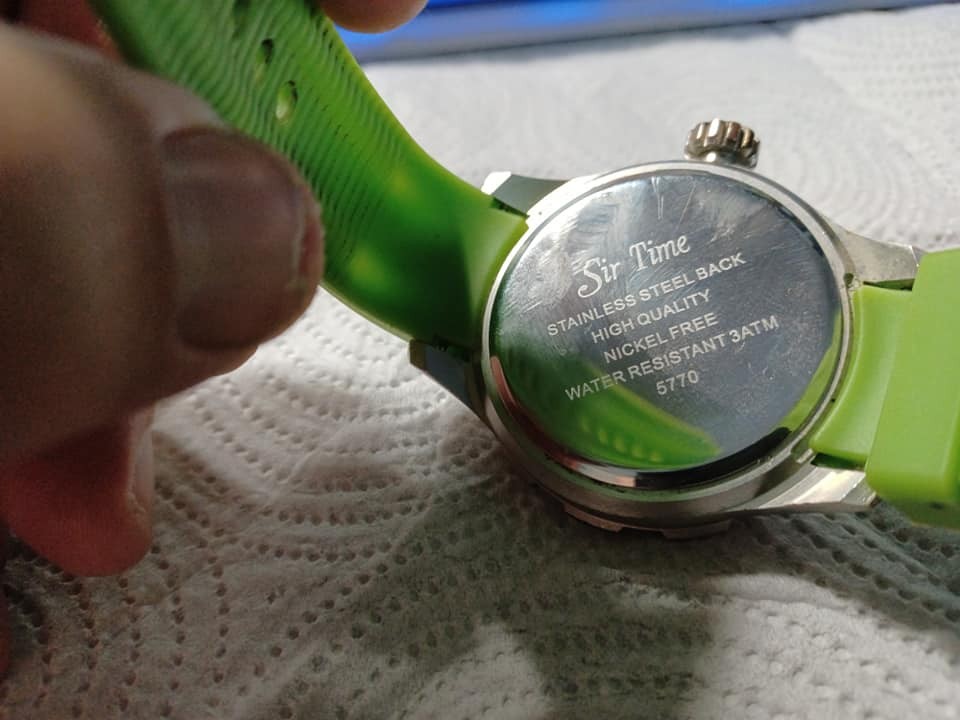 Sir Time
STAINLESS STEEL BACK
HIGH QUALITY
NICKEL FREE
WATER RESISTANT 3ATM
5770